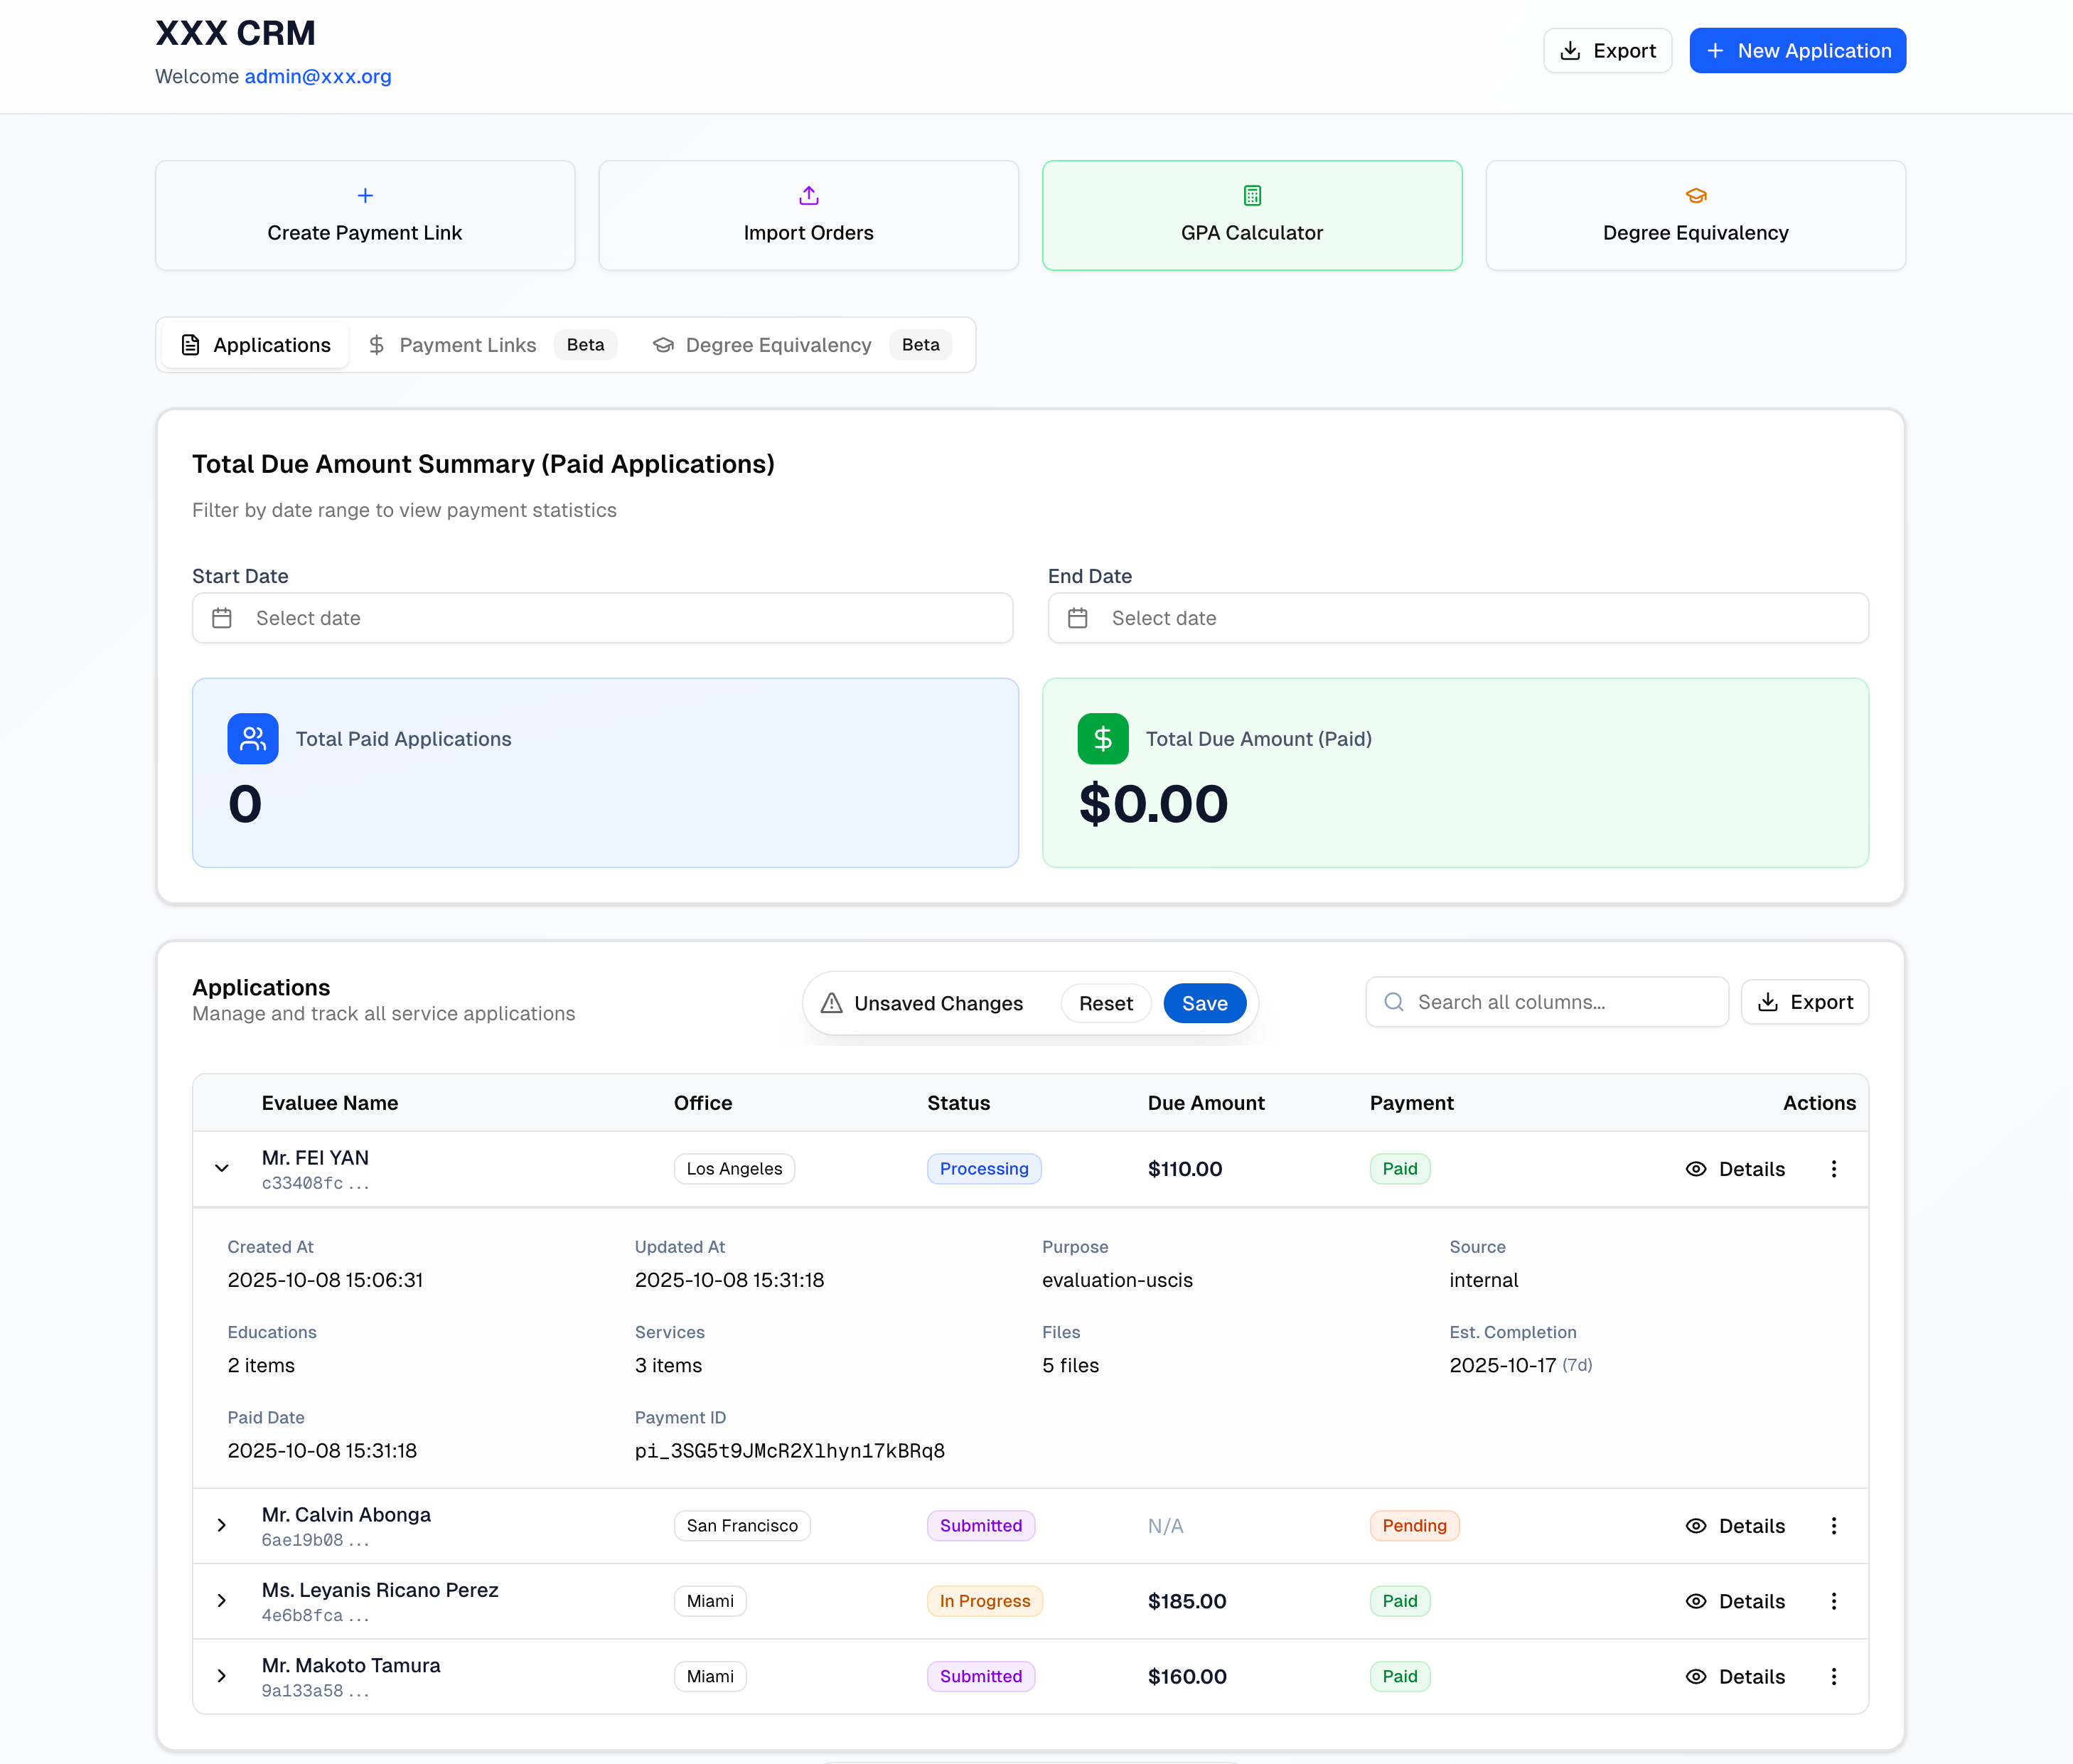 XXX CRM
Welcome admin@xxx.org
Export
New Application
Create Payment Link
Import Orders
GPA Calculator
Degree Equivalency
Applications
Payment Links Beta
Degree Equivalency Beta
Total Due Amount Summary (Paid Applications)
Filter by date range to view payment statistics
Start Date
Select date
End Date
Select date
Total Paid Applications
0
Total Due Amount (Paid)
$0.00
Applications
Manage and track all service applications
Unsaved Changes
Reset
Save
Search all columns...
Export
Evaluee Name Office Status Due Amount Payment Actions
Mr. FEI YAN
c33408fc ...
Los Angeles Processing $110.00 Paid Details
Created At Updated At Purpose Source
2025-10-08 15:06:31 2025-10-08 15:31:18 evaluation-uscis internal
Educations Services Files Est. Completion
2 items 3 items 5 files 2025-10-17 (7d)
Paid Date Payment ID
2025-10-08 15:31:18 pi_3SG5t9JMcR2Xlhyn17kBRq8
Mr. Calvin Abonga
6ae19b08 ...
San Francisco Submitted N/A Pending Details
Ms. Leyanis Ricano Perez
4e6b8fca ...
Miami In Progress $185.00 Paid Details
Mr. Makoto Tamura
9a133a58 ...
Miami Submitted $160.00 Paid Details